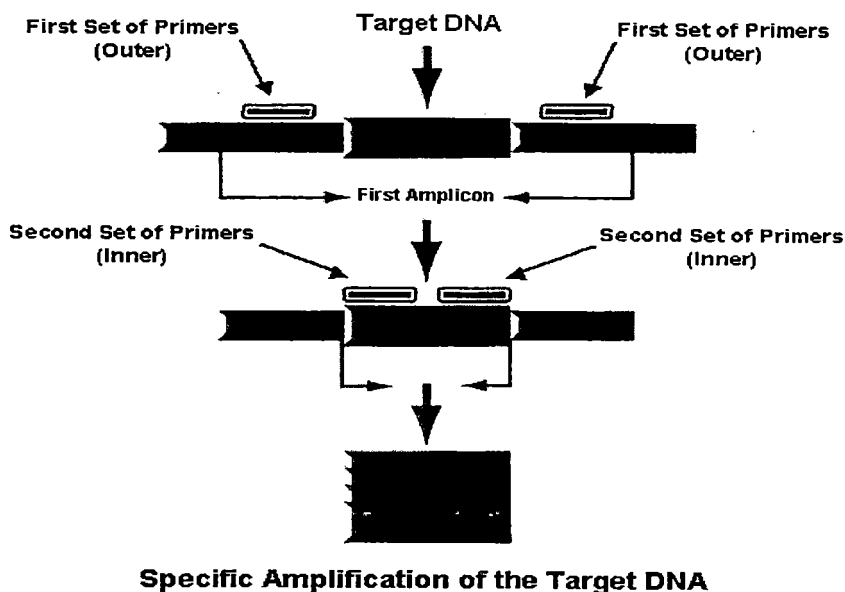 First Set of Primers
(Outer)
Target DNA
First Set of Primers
(Outer)
First Amplicon
Second Set of Primers
(Inner)
Second Set of Primers
(Inner)
Specific Amplification of the Target DNA